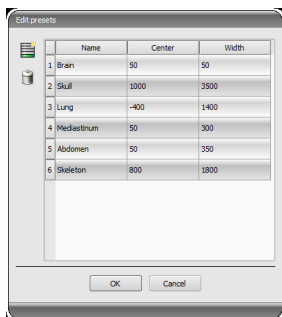 Edit presets
Name Center Width
1 Brain 50 50
2 Skull 1000 3500
3 Lung -400 1400
4 Mediastinum 50 300
5 Abdomen 50 350
6 Skeleton 800 1800
OK Cancel